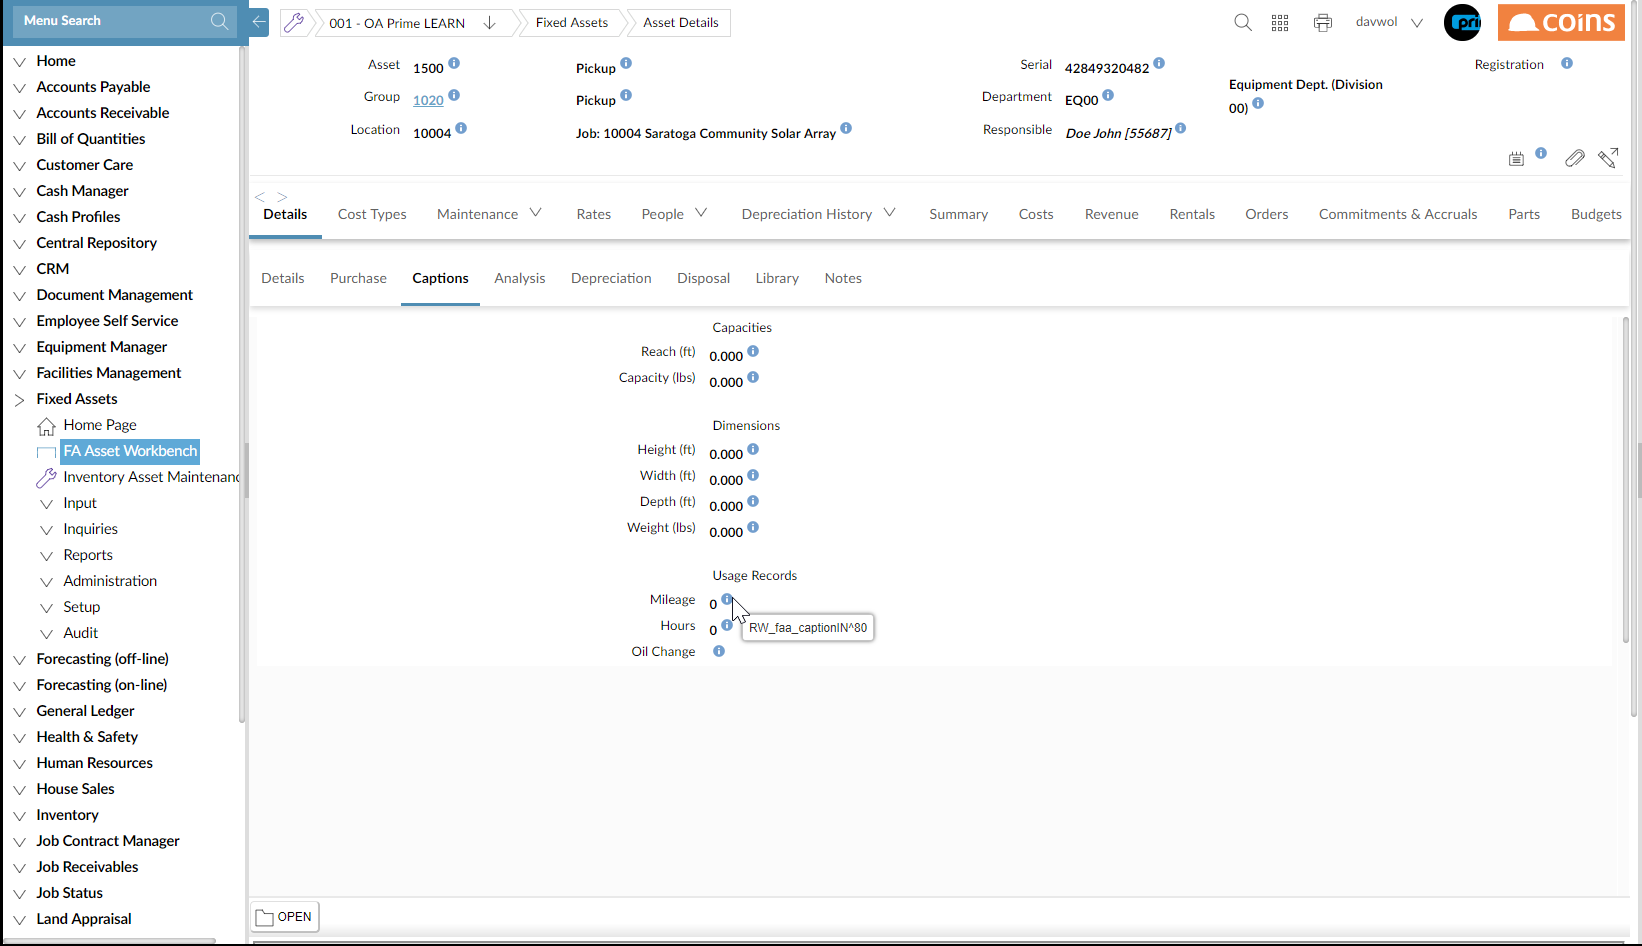 Menu Search
001 - OA Prime LEARN
Fixed Assets
Asset Details
davwol
pri
coins
Home
Accounts Payable
Accounts Receivable
Bill of Quantities
Customer Care
Cash Manager
Cash Profiles
Central Repository
CRM
Document Management
Employee Self Service
Equipment Manager
Facilities Management
Fixed Assets
Home Page
FA Asset Workbench
Inventory Asset Maintenanc
Input
Inquiries
Reports
Administration
Setup
Audit
Forecasting (off-line)
Forecasting (on-line)
General Ledger
Health & Safety
Human Resources
House Sales
Inventory
Job Contract Manager
Job Receivables
Job Status
Land Appraisal
Asset 1500 Pickup Serial 42849320482 Registration
Group 1020 Pickup Department EQ00 Equipment Dept. (Division
00)
Location 10004 Job: 10004 Saratoga Community Solar Array Responsible Doe John [55687]
< >
Details Cost Types Maintenance Rates People Depreciation History Summary Costs Revenue Rentals Orders Commitments & Accruals Parts Budgets
Details Purchase Captions Analysis Depreciation Disposal Library Notes
Capacities
Reach (ft) 0.000
Capacity (lbs) 0.000
Dimensions
Height (ft) 0.000
Width (ft) 0.000
Depth (ft) 0.000
Weight (lbs) 0.000
Usage Records
Mileage 0
Hours 0
RW_faa_captionIN^80
Oil Change
OPEN